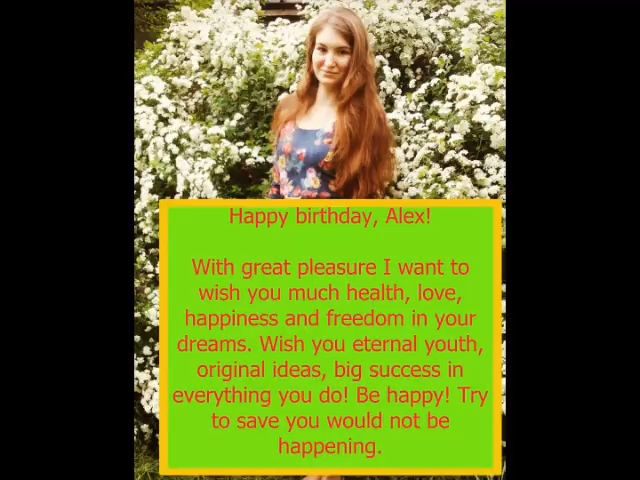 Happy birthday, Alex!
With great pleasure I want to
wish you much health, love,
happiness and freedom in your
dreams. Wish you eternal youth,
original ideas, big success in
everything you do! Be happy! Try
to save you would not be
happening.